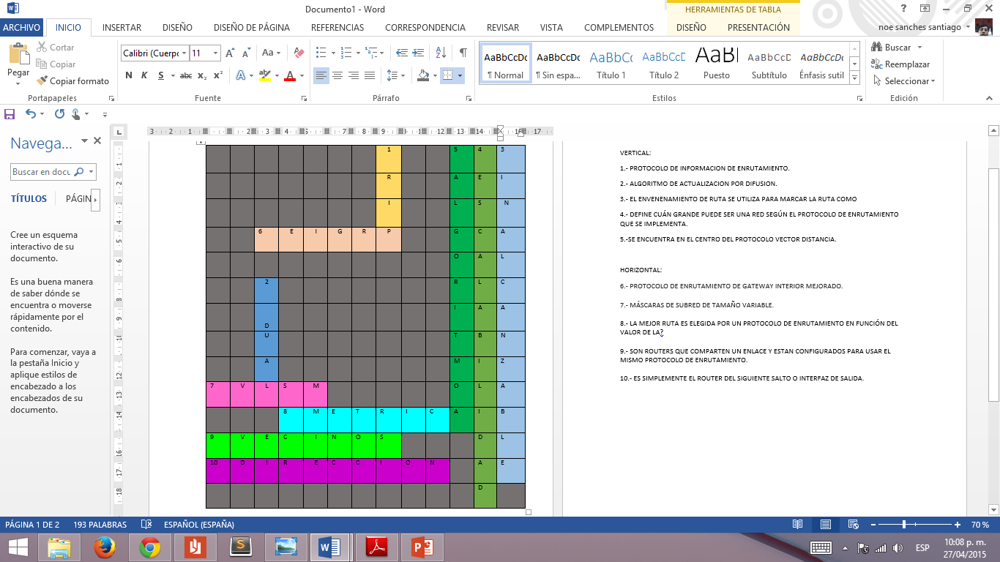 Documento1 - Word
HERRAMIENTAS DE TABLA
ARCHIVO INICIO INSERTAR DISEÑO DISEÑO DE PÁGINA REFERENCIAS CORRESPONDENCIA REVISAR VISTA COMPLEMENTOS DISEÑO PRESENTACIÓN noe sanches santiago
Pegar
Cortar
Copiar
Copiar formato
Portapapeles
Calibri (Cuerpo 11
Fuente
Párrafo
AaBbCcDc AaBbCcDc AaBbCc AaBbCcD AaBl AaBbCcD AaBbCcDc
¶ Normal ¶ Sin espa... Título 1 Título 2 Puesto Subtítulo Énfasis sutil
Estilos
Buscar
Reemplazar
Seleccionar
Edición
Navega...
Buscar en docu
TÍTULOS PÁGIN
Cree un esquema
interactivo de su
documento.
Es una buena manera
de saber dónde se
encuentra o moverse
rápidamente por el
contenido.
Para comenzar, vaya a
la pestaña Inicio y
aplique estilos de
encabezado a los
encabezados de su
documento.
1 5 4 3
R A E I
I L S N
6 E I G R P G C A
O A L
2 R L C
D I A A
U T B N
A M I Z
7 V L S M O L A
8 M E T R I C A I B
9 V E C I N O S D L
10 D I R E C C I O N A E
D
VERTICAL:
1.- PROTOCOLO DE INFORMACION DE ENRUTAMIENTO.
2.- ALGORITMO DE ACTUALIZACION POR DIFUSION.
3.- EL ENVENENAMIENTO DE RUTA SE UTILIZA PARA MARCAR LA RUTA COMO
4.- DEFINE CUÁN GRANDE PUEDE SER UNA RED SEGÚN EL PROTOCOLO DE ENRUTAMIENTO
QUE SE IMPLEMENTA.
5.-SE ENCUENTRA EN EL CENTRO DEL PROTOCOLO VECTOR DISTANCIA.
HORIZONTAL:
6.- PROTOCOLO DE ENRUTAMIENTO DE GATEWAY INTERIOR MEJORADO.
7.- MÁSCARAS DE SUBRED DE TAMAÑO VARIABLE.
8.- LA MEJOR RUTA ES ELEGIDA POR UN PROTOCOLO DE ENRUTAMIENTO EN FUNCIÓN DEL
VALOR DE LA?
9.- SON ROUTERS QUE COMPARTEN UN ENLACE Y ESTAN CONFIGURADOS PARA USAR EL
MISMO PROTOCOLO DE ENRUTAMIENTO.
10.- ES SIMPLEMENTE EL ROUTER DEL SIGUIENTE SALTO O INTERFAZ DE SALIDA.
PÁGINA 1 DE 2 193 PALABRAS ESPAÑOL (ESPAÑA) 70 %
ESP
10:08 p. m.
27/04/2015